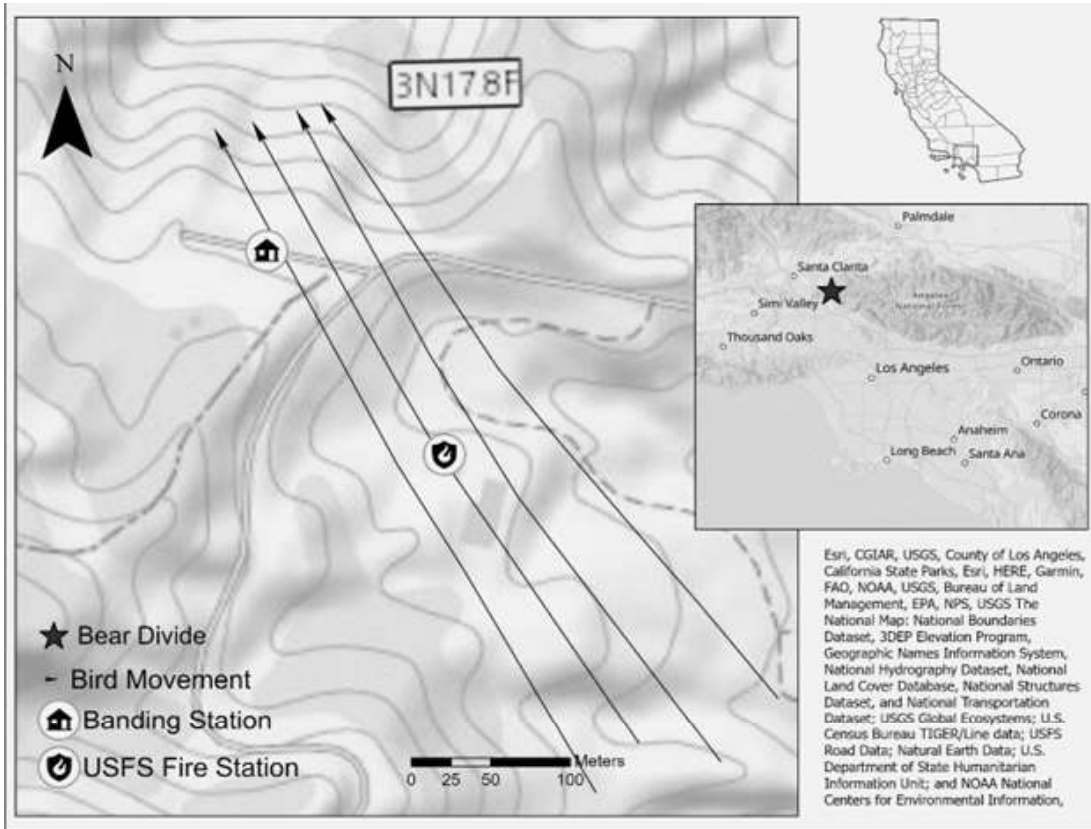 N
3N17.8F
Palmdale
Santa Clarita
Angeles
National Forest
Simi Valley
Thousand Oaks
Los Angeles
Ontario
Corona
Anaheim
Long Beach
Santa Ana
Bear Divide
Bird Movement
Banding Station
USFS Fire Station
Meters
0 25 50 100
Esri, CGIAR, USGS, County of Los Angeles,
California State Parks, Esri, HERE, Garmin,
FAO, NOAA, USGS, Bureau of Land
Management, EPA, NPS, USGS The
National Map: National Boundaries
Dataset, 3DEP Elevation Program,
Geographic Names Information System,
National Hydrography Dataset, National
Land Cover Database, National Structures
Dataset, and National Transportation
Dataset; USGS Global Ecosystems; U.S.
Census Bureau TIGER/Line data; USFS
Road Data; Natural Earth Data; U.S.
Department of State Humanitarian
Information Unit; and NOAA National
Centers for Environmental Information,